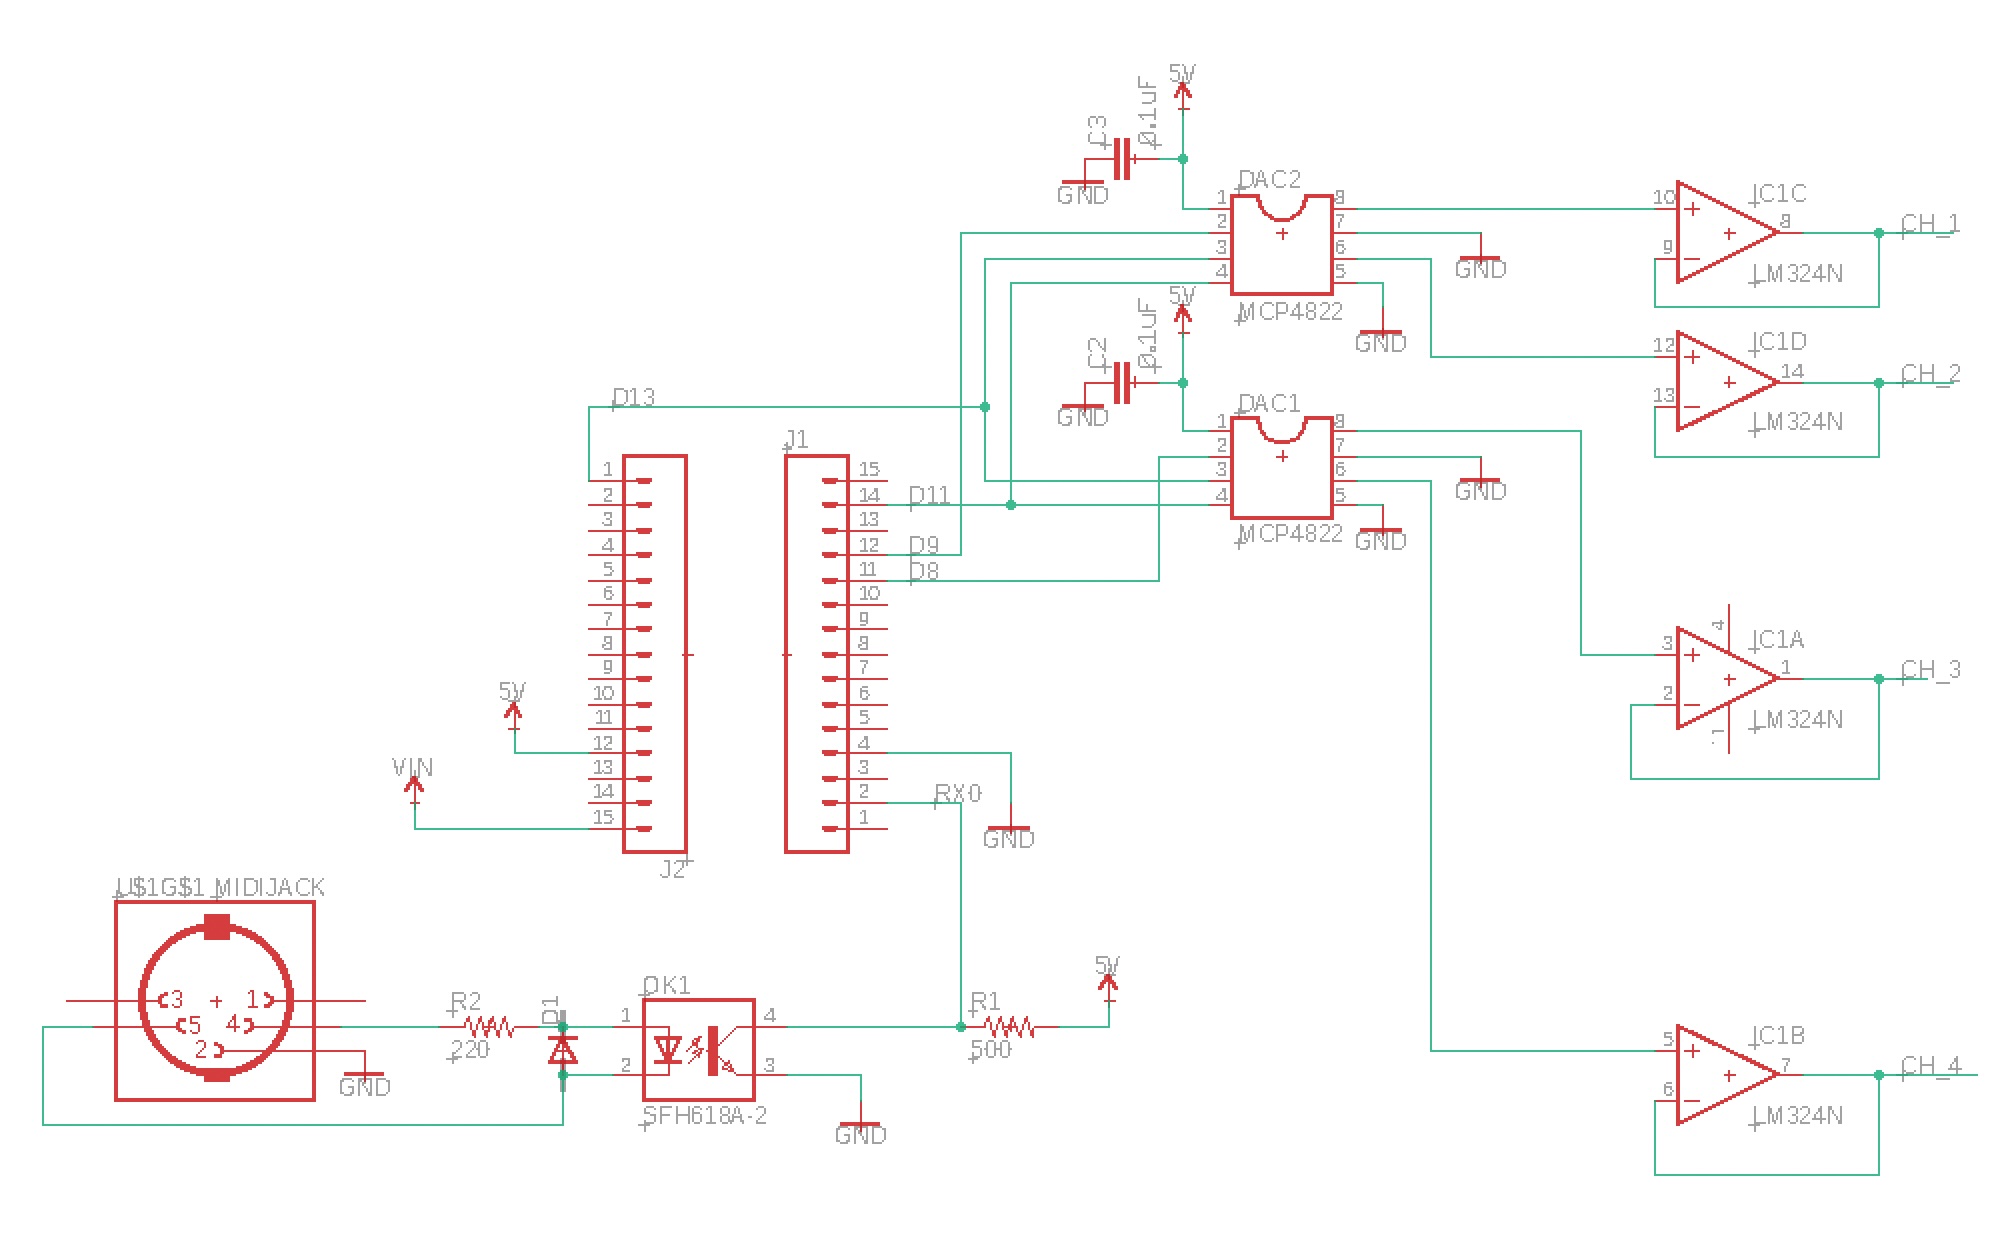 5V
C3
0.1uF
GND
DAC2
1
2
3
4
8
7
6
5
MCP4822
GND
GND
10
9
8
IC1C
LM324N
CH_1
12
13
14
IC1D
LM324N
CH_2
5V
C2
0.1uF
GND
DAC1
1
2
3
4
8
7
6
5
MCP4822
GND
GND
D13
J1
1
2
3
4
5
6
7
8
9
10
11
12
13
14
15
J2
15
14
13
12
11
10
9
8
7
6
5
4
3
2
1
D11
D9
D8
RX0
GND
5V
VIN
3
2
4
11
1
IC1A
LM324N
CH_3
U$1G$1 MIDIJACK
3
1
5
4
2
GND
R2
220
D1
OK1
1
2
4
3
SFH618A-2
GND
R1
500
5V
5
6
7
IC1B
LM324N
CH_4